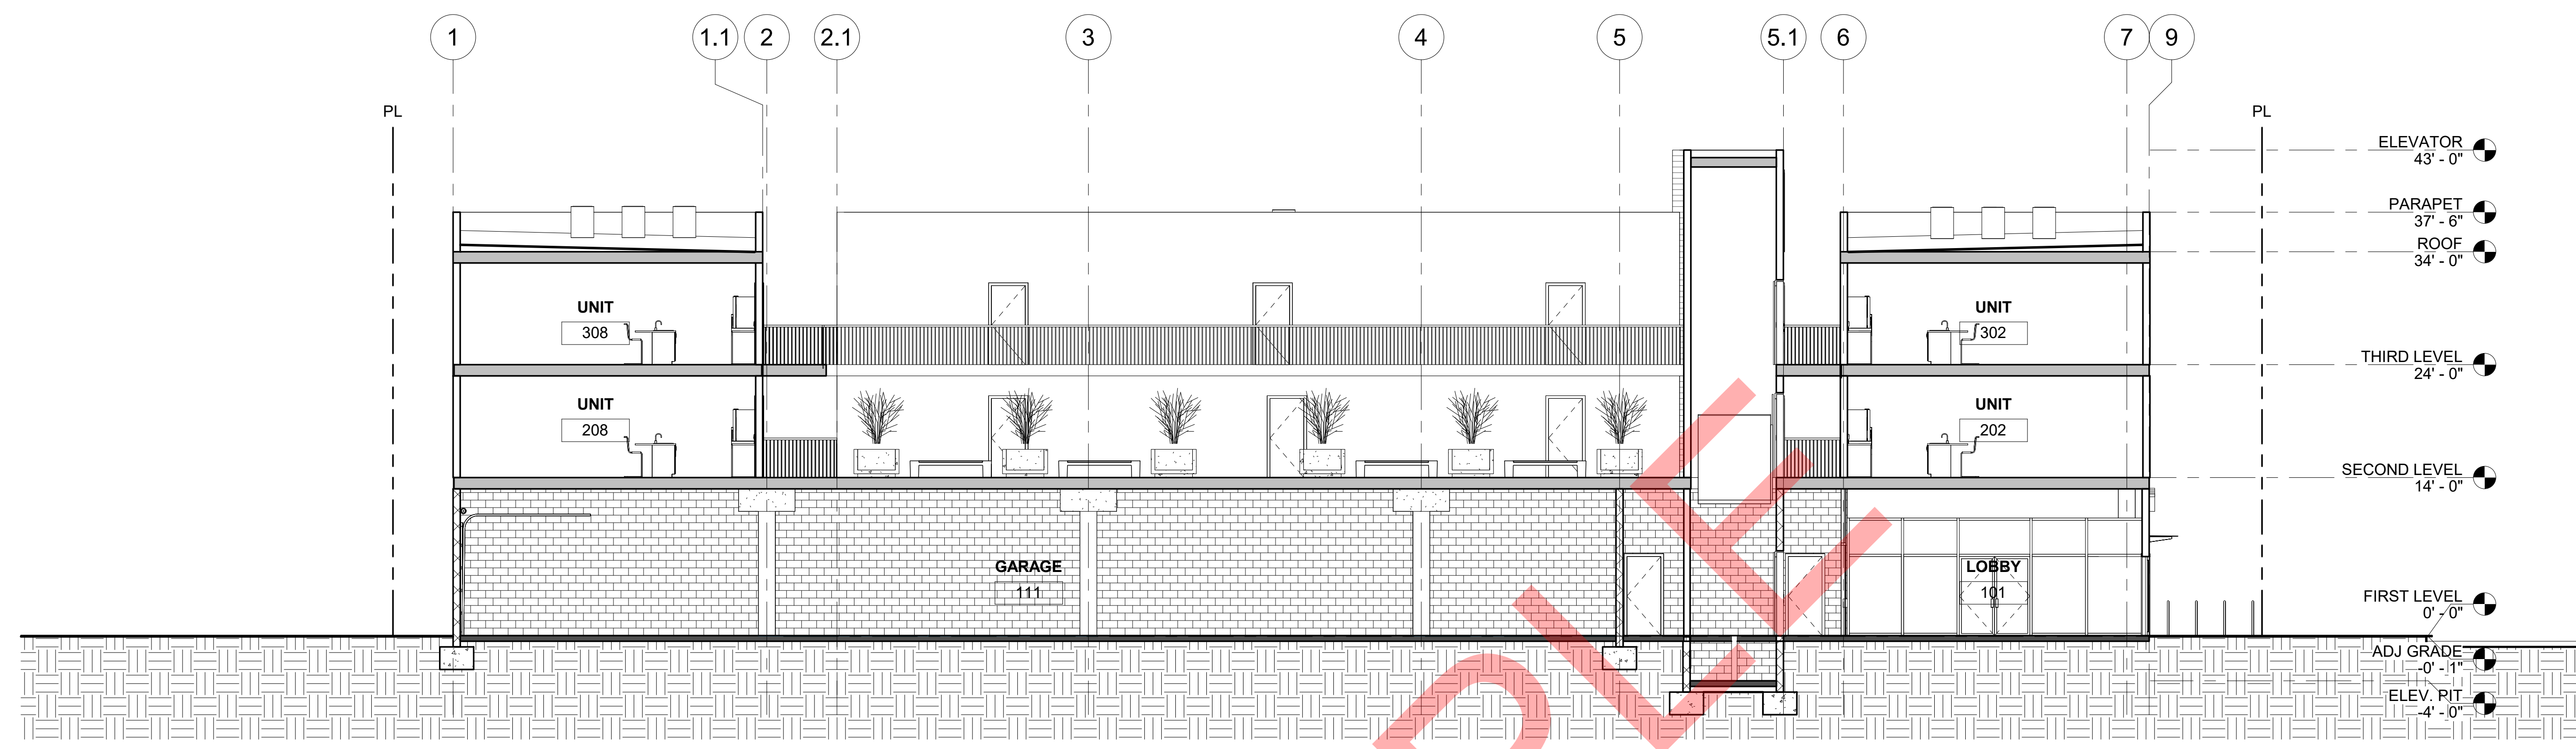 1
1.1
2
2.1
3
4
5
5.1
6
7
9
PL
PL
ELEVATOR
43' - 0"
PARAPET
37' - 6"
ROOF
34' - 0"
UNIT
308
UNIT
302
THIRD LEVEL
24' - 0"
UNIT
208
UNIT
202
SECOND LEVEL
14' - 0"
GARAGE
111
LOBBY
101
FIRST LEVEL
0' - 0"
ADJ GRADE
-0' - 1"
ELEV. PIT
-4' - 0"
PLE